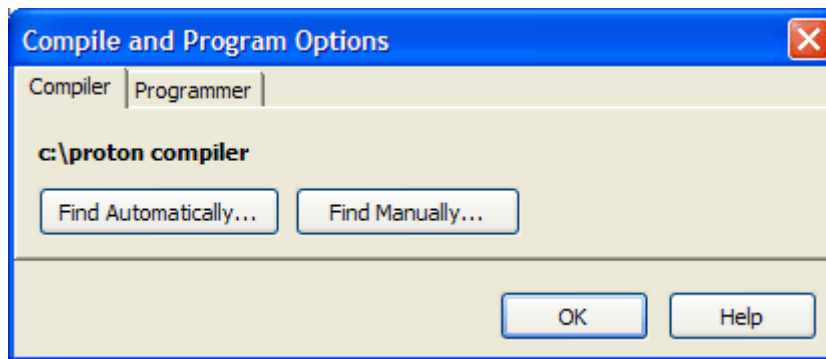 Compile and Program Options
Compiler Programmer
c:\proton compiler
Find Automatically... Find Manually...
OK Help